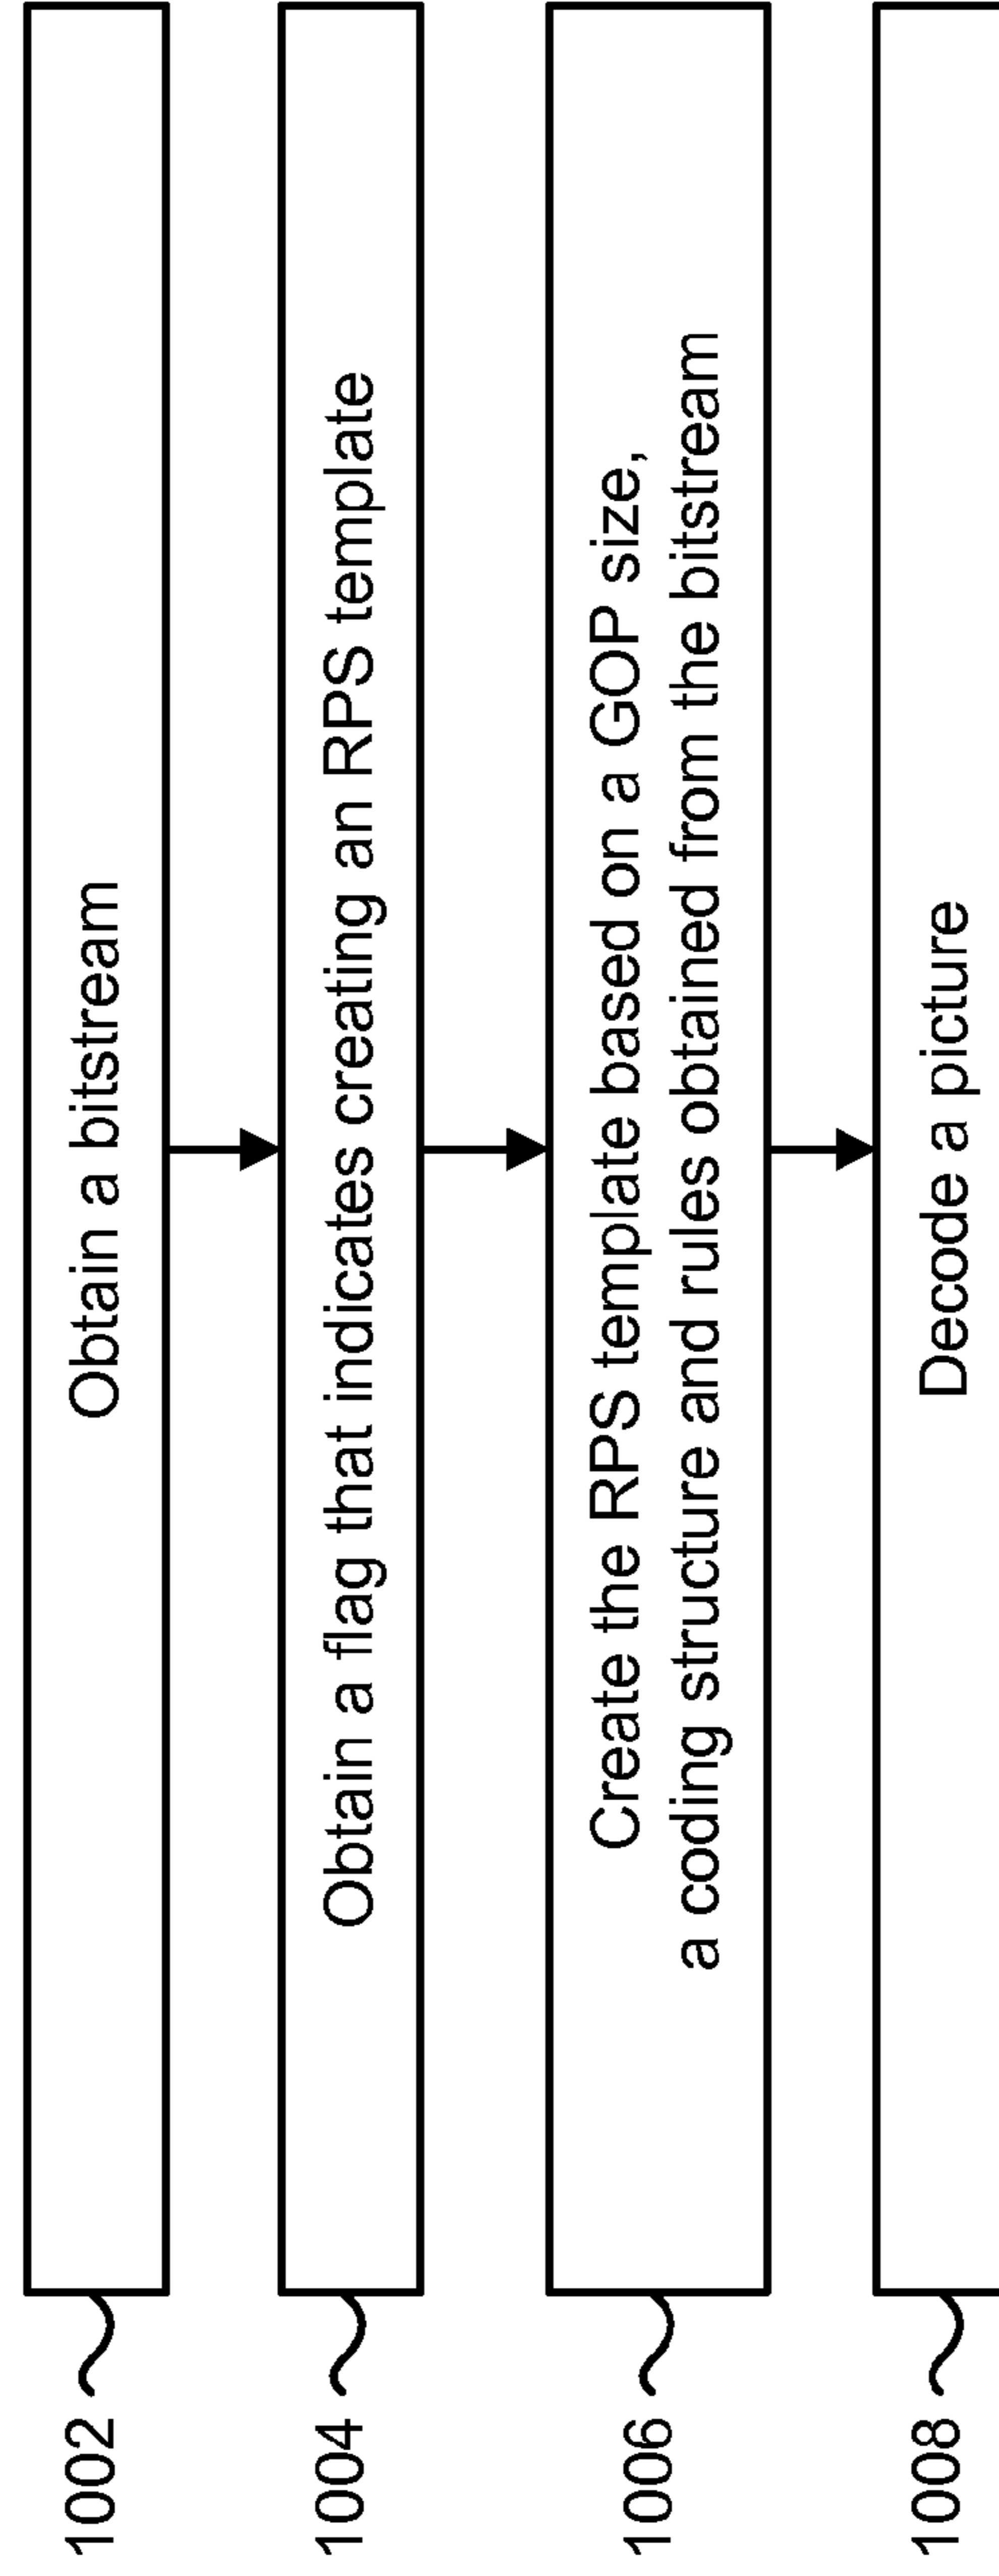 1002
Obtain a bitstream
1004
Obtain a flag that indicates creating an RPS template
1006
Create the RPS template based on a GOP size,
a coding structure and rules obtained from the bitstream
1008
Decode a picture